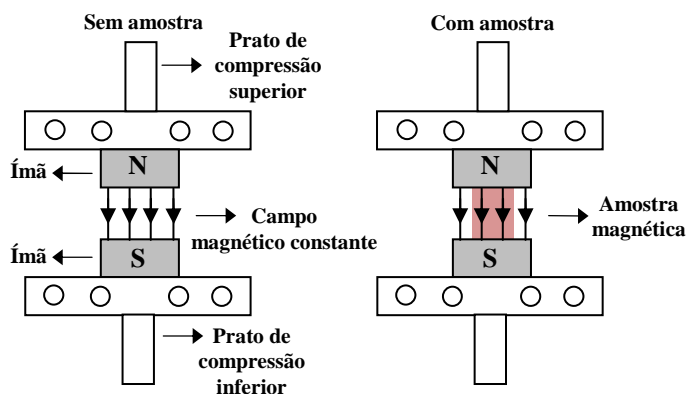 Sem amostra
Prato de
compressão
superior
N
Ímã
Campo
magnético constante
Ímã
S
Prato de
compressão
inferior
Com amostra
N
Amostra
magnética
S